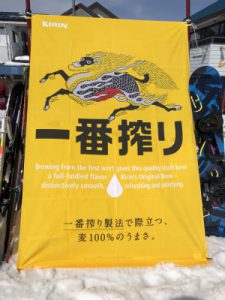 KIRIN
一番搾り
Brewing from the first wort gives this quality draft beer
a full-bodied flavor. Kirin's Original Brew-
distinctively smooth, refreshing and satisfying.
一番搾り製法で際立つ、
麦100%のうまさ。